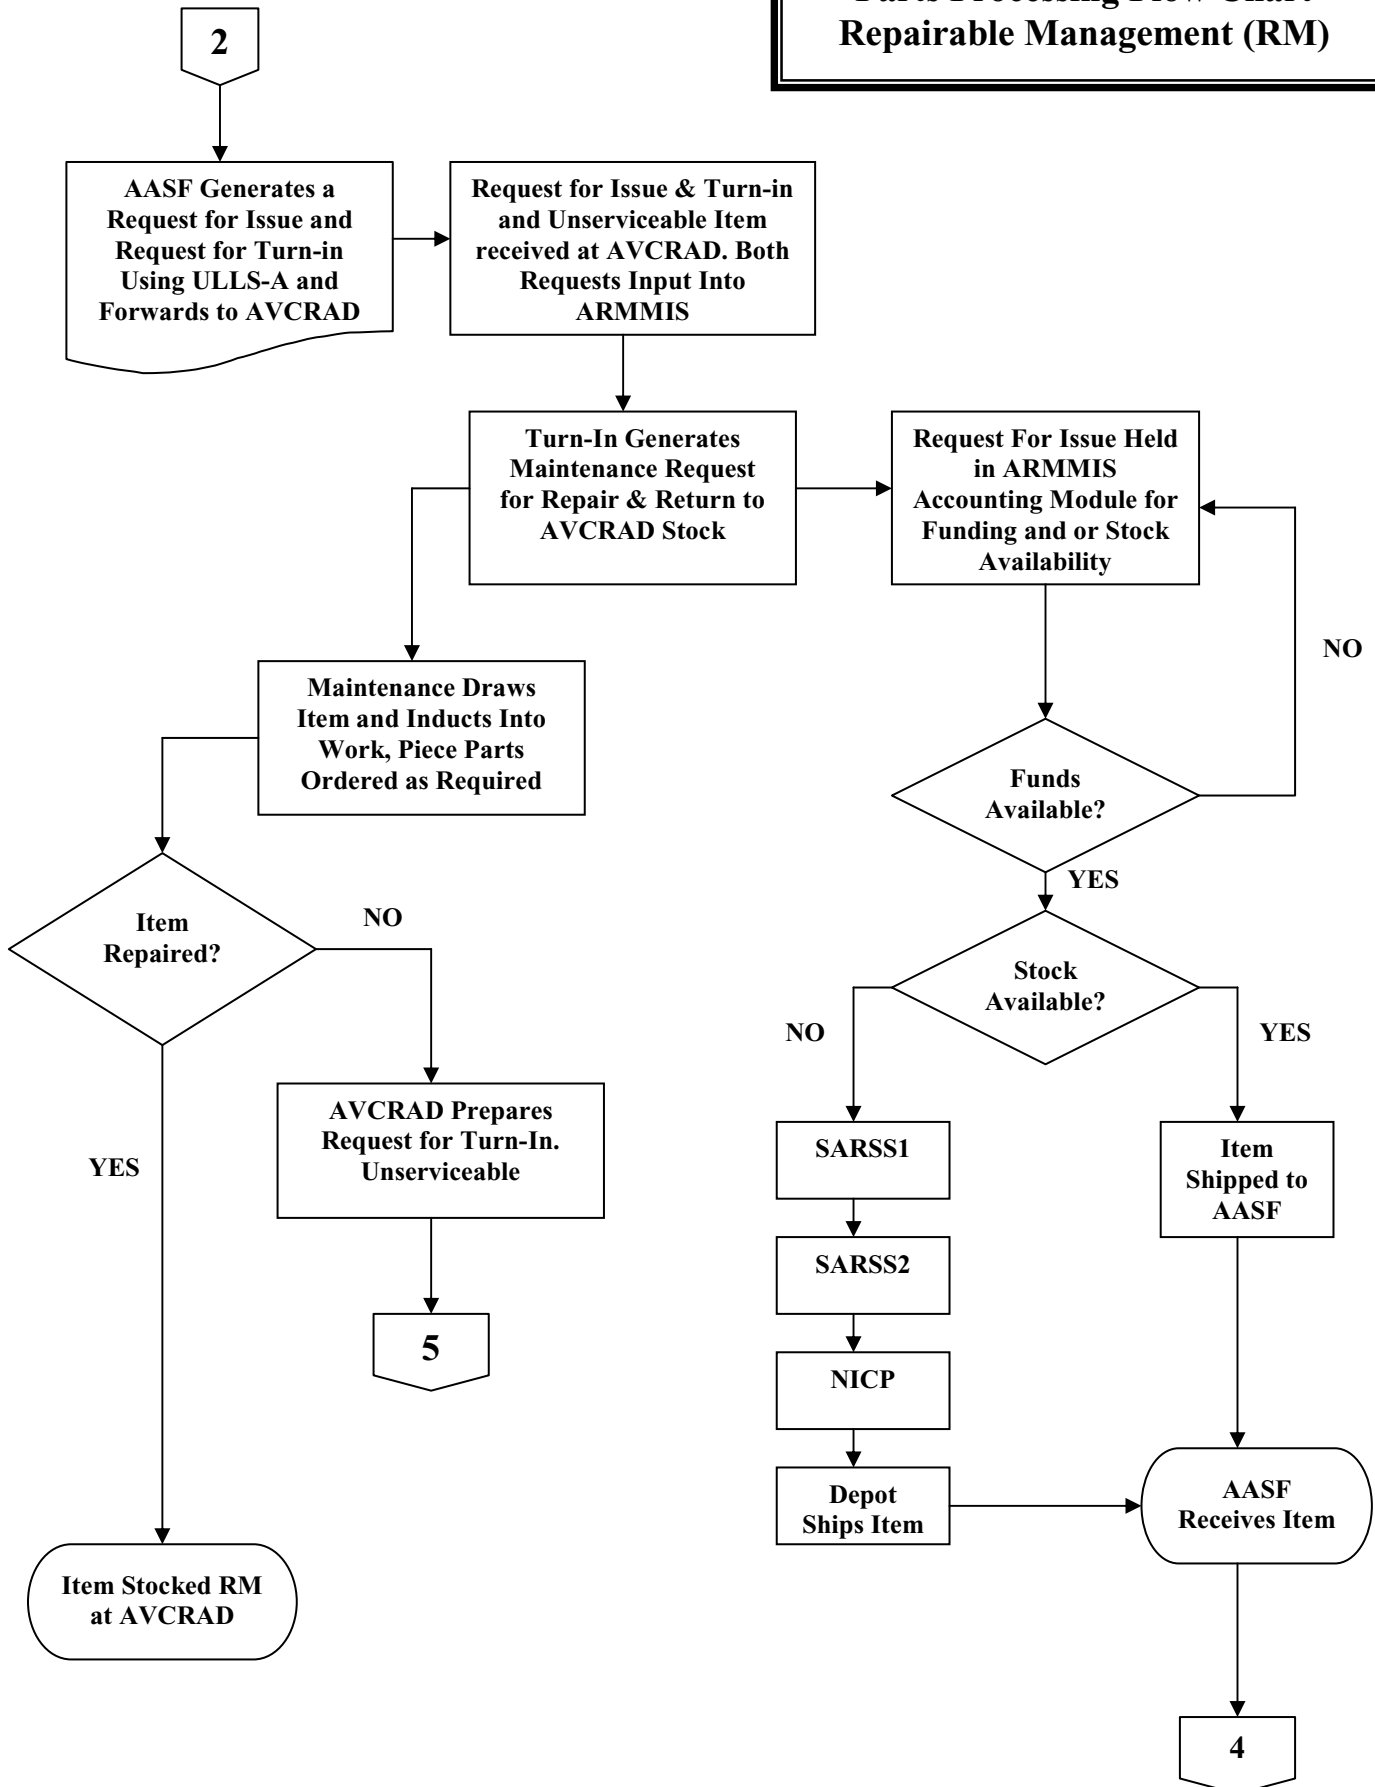 Repairable Management (RM)
2
AASF Generates a
Request for Issue and
Request for Turn-in
Using ULLS-A and
Forwards to AVCRAD
Request for Issue & Turn-in
and Unserviceable Item
received at AVCRAD. Both
Requests Input Into
ARMMIS
Turn-In Generates
Maintenance Request
for Repair & Return to
AVCRAD Stock
Request For Issue Held
in ARMMIS
Accounting Module for
Funding and or Stock
Availability
NO
Maintenance Draws
Item and Inducts Into
Work, Piece Parts
Ordered as Required
Funds
Available?
YES
Item
Repaired?
NO
Stock
Available?
NO
YES
AVCRAD Prepares
Request for Turn-In.
Unserviceable
YES
SARSS1
Item
Shipped to
AASF
SARSS2
5
NICP
Depot
Ships Item
AASF
Receives Item
Item Stocked RM
at AVCRAD
4